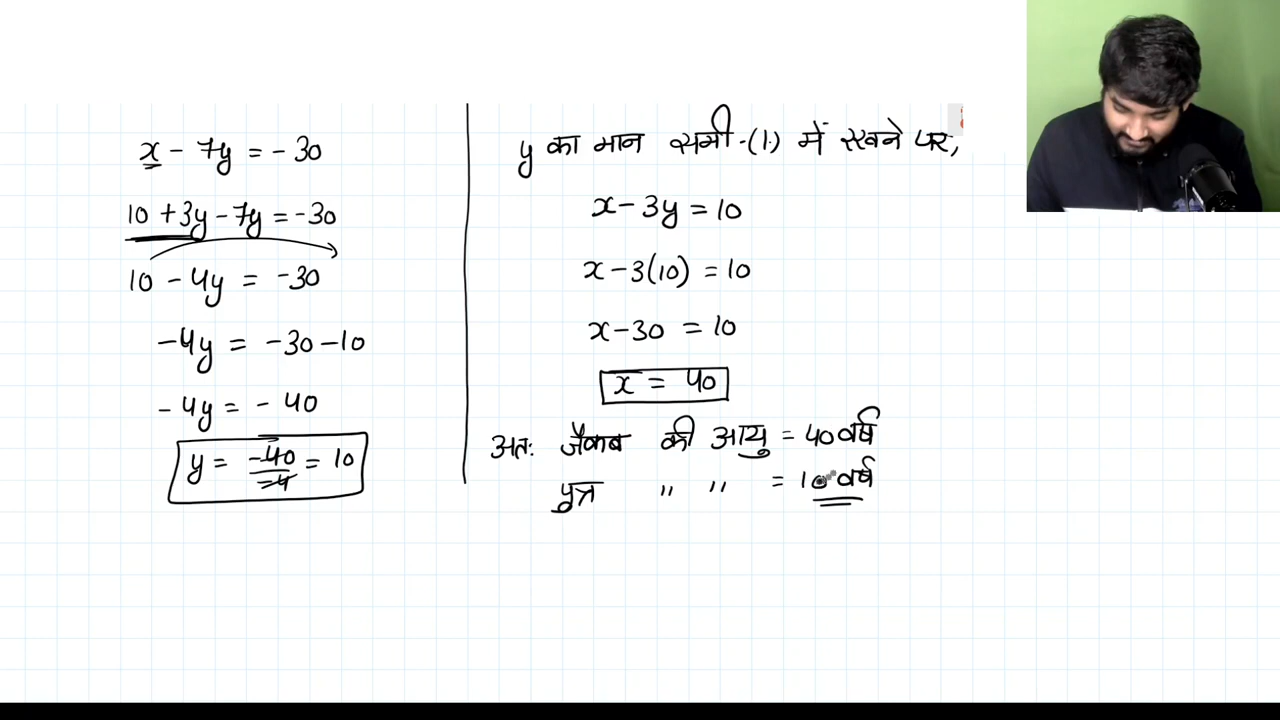 x - 7y = - 30
10 + 3y - 7y = -30
10 - 4y = -30
-4y = -30 -10
-4y = - 40
y = -40/-4 = 10
y का मान समी·(1) में रखने पर,
x - 3y = 10
x - 3(10) = 10
x - 30 = 10
x = 40
अतः जैकब की आयु = 40 वर्ष
पुत्र " " = 10 वर्ष